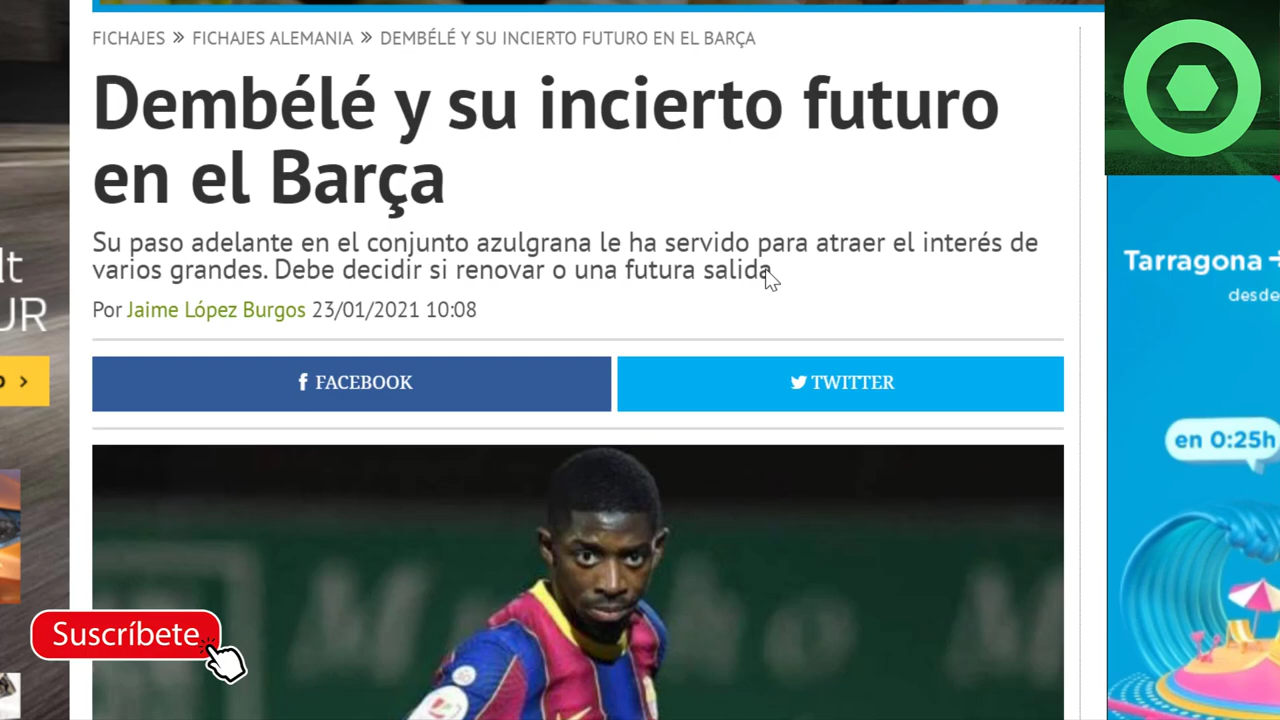 FICHAJES » FICHAJES ALEMANIA » DEMBÉLÉ Y SU INCIERTO FUTURO EN EL BARÇA
Dembélé y su incierto futuro
en el Barça
Su paso adelante en el conjunto azulgrana le ha servido para atraer el interés de
varios grandes. Debe decidir si renovar o una futura salida
Por Jaime López Burgos 23/01/2021 10:08
FACEBOOK
TWITTER
Tarragona
desde
en 0:25h
Suscríbete